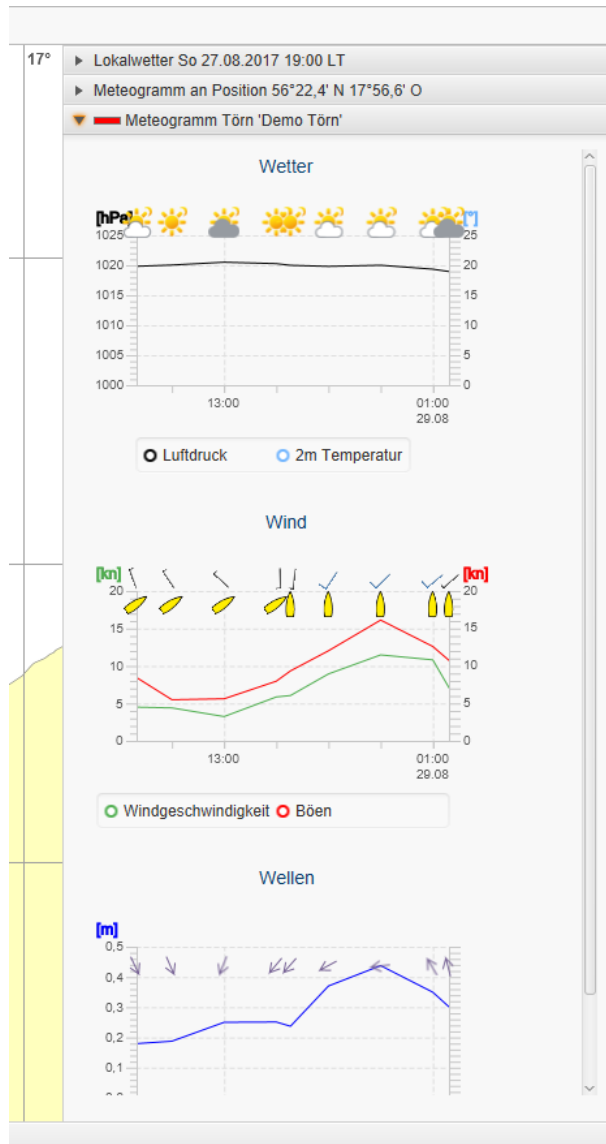 17°
Lokalwetter So 27.08.2017 19:00 LT
Meteogramm an Position 56°22,4' N 17°56,6' O
Meteogramm Törn 'Demo Törn'
Wetter
[hPa] [°]
1025 25
1020 20
1015 15
1010 10
1005 5
1000 0
13:00 01:00
29.08
Luftdruck 2m Temperatur
Wind
[kn] [kn]
20 20
15 15
10 10
5 5
0 0
13:00 01:00
29.08
Windgeschwindigkeit Böen
Wellen
[m]
0,5
0,4
0,3
0,2
0,1
0,0